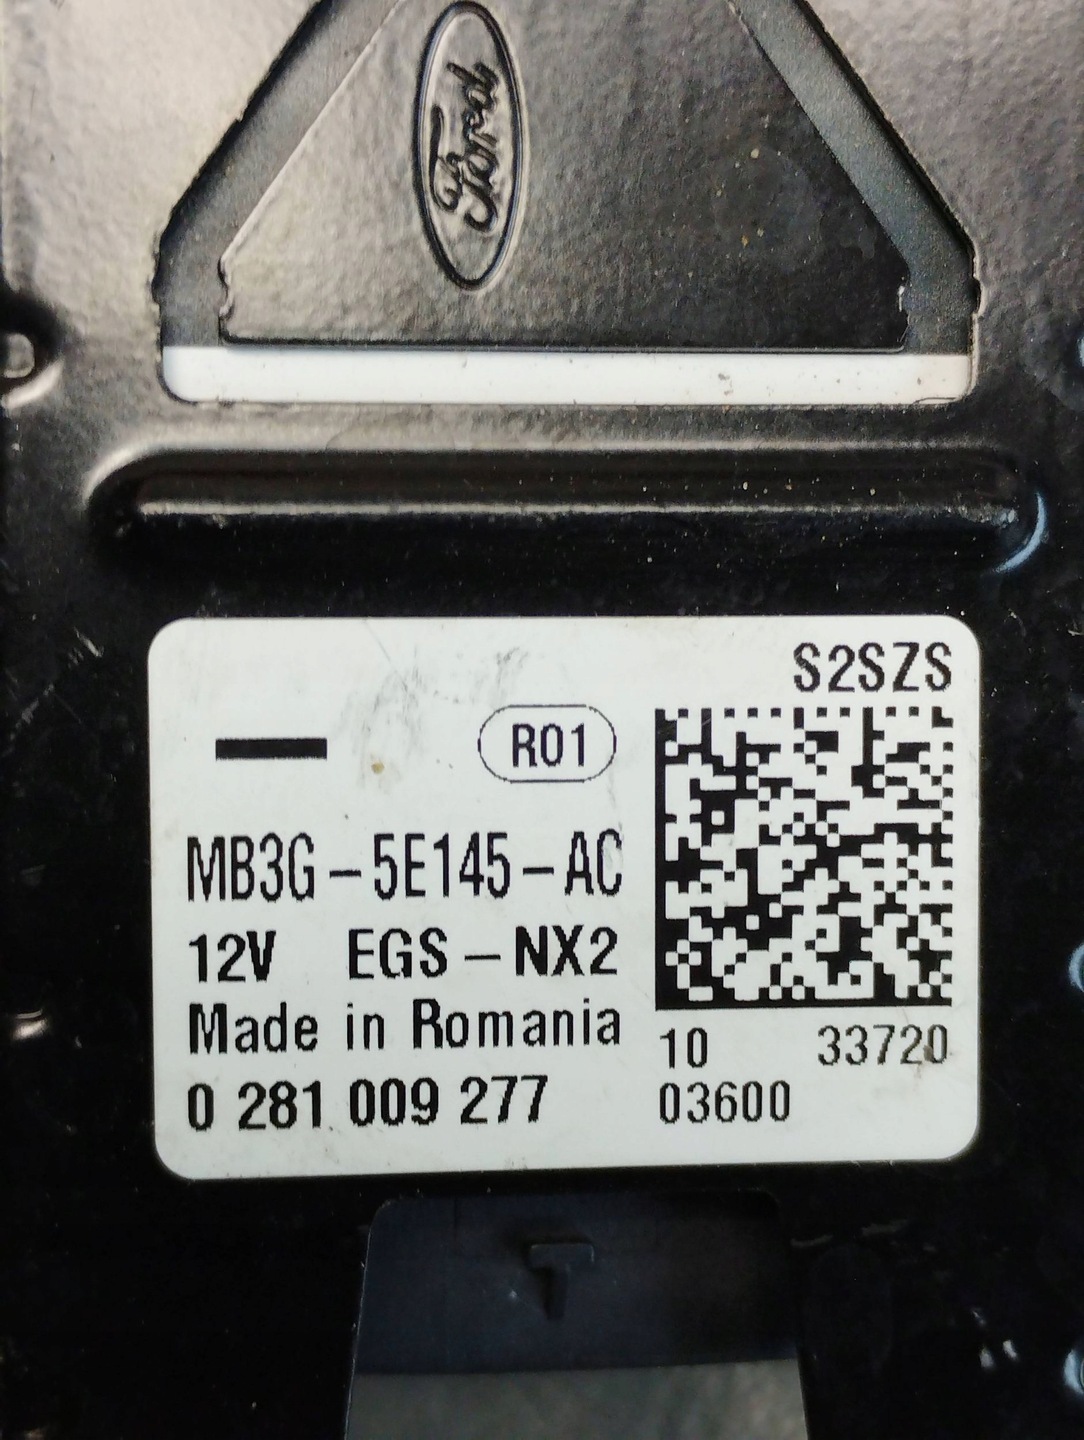 Ford
S2SZS
R01
MB3G-5E145-AC
12V EGS-NX2
Made in Romania
0 281 009 277
10 33720
03600
T